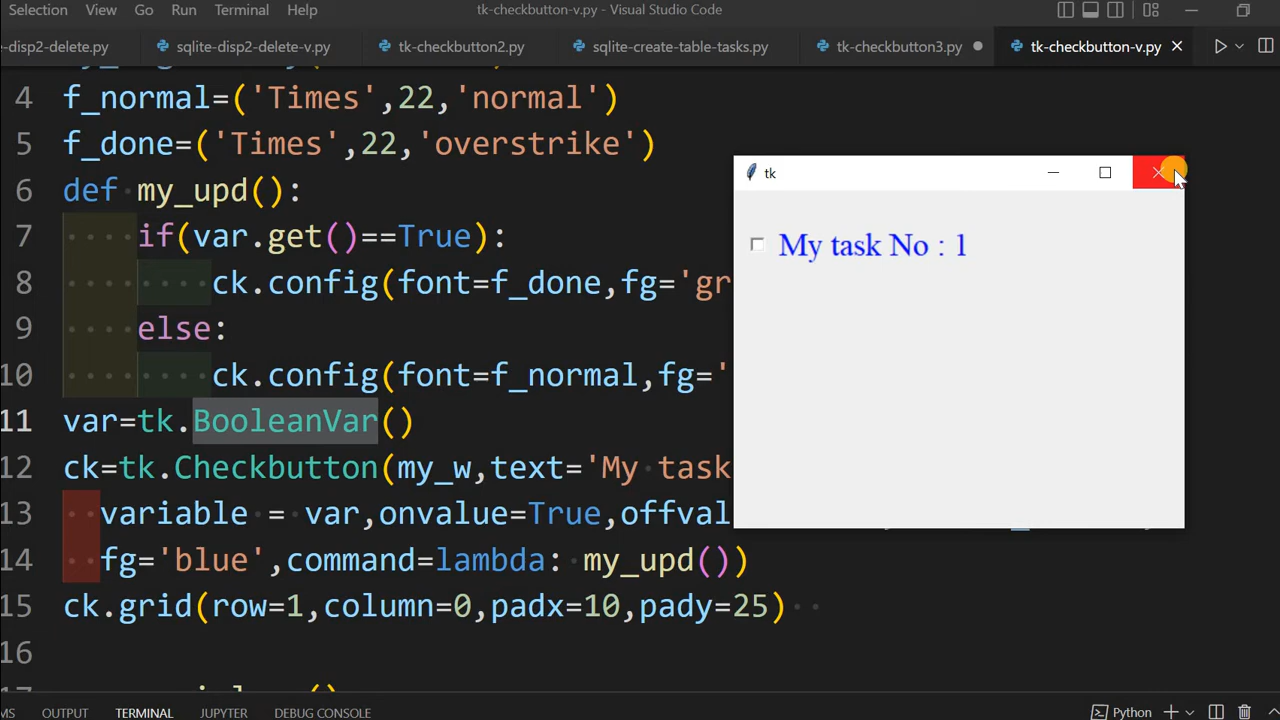 Selection View Go Run Terminal Help tk-checkbutton-v.py - Visual Studio Code
-disp2-delete.py sqlite-disp2-delete-v.py tk-checkbutton2.py sqlite-create-table-tasks.py tk-checkbutton3.py tk-checkbutton-v.py
4 f_normal=('Times',22,'normal')
5 f_done=('Times',22,'overstrike')
6 def my_upd():
7 if(var.get()==True):
8 ck.config(font=f_done,fg='gr
9 else:
10 ck.config(font=f_normal,fg='
11 var=tk.BooleanVar()
12 ck=tk.Checkbutton(my_w,text='My task
13 variable = var,onvalue=True,offval
14 fg='blue',command=lambda: my_upd())
15 ck.grid(row=1,column=0,padx=10,pady=25)
16
tk
My task No : 1
MS OUTPUT TERMINAL JUPYTER DEBUG CONSOLE Python